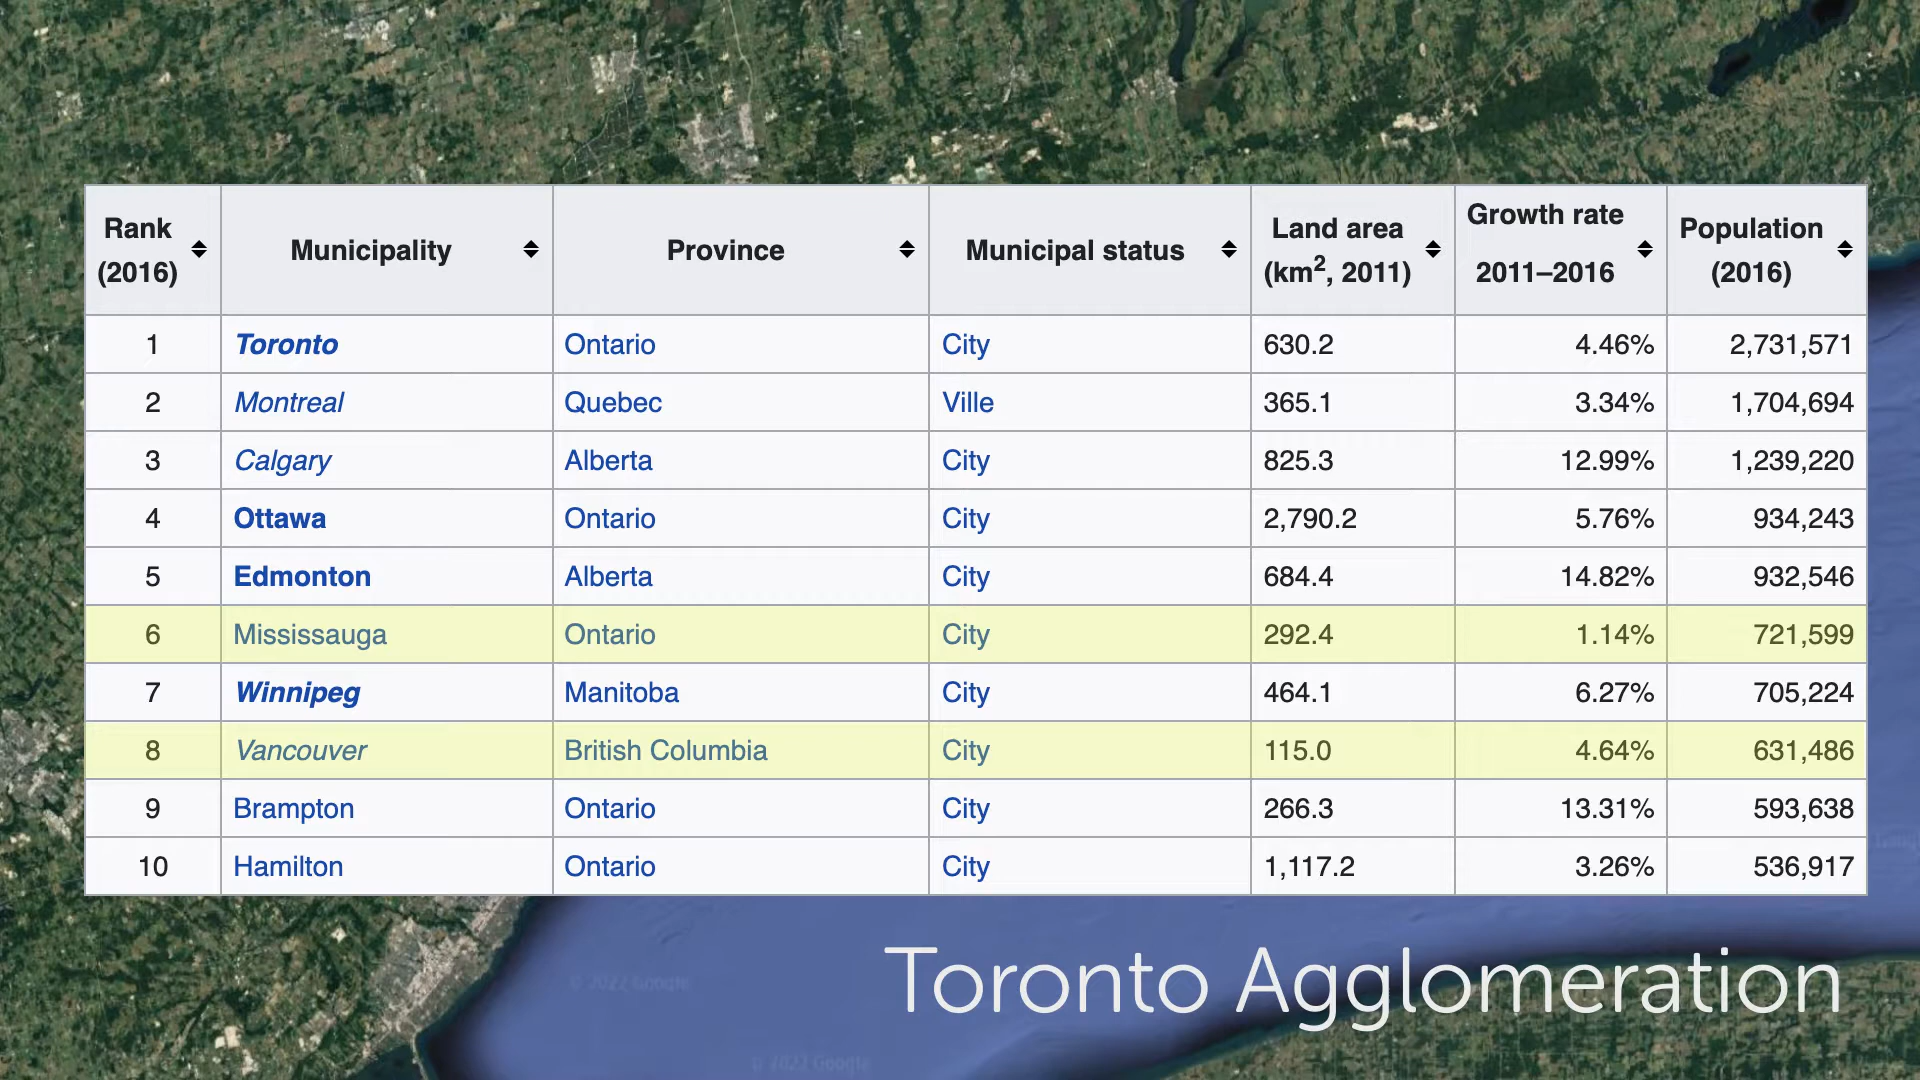 Rank (2016) Municipality Province Municipal status Land area (km², 2011) Growth rate 2011–2016 Population (2016)
1 Toronto Ontario City 630.2 4.46% 2,731,571
2 Montreal Quebec Ville 365.1 3.34% 1,704,694
3 Calgary Alberta City 825.3 12.99% 1,239,220
4 Ottawa Ontario City 2,790.2 5.76% 934,243
5 Edmonton Alberta City 684.4 14.82% 932,546
6 Mississauga Ontario City 292.4 1.14% 721,599
7 Winnipeg Manitoba City 464.1 6.27% 705,224
8 Vancouver British Columbia City 115.0 4.64% 631,486
9 Brampton Ontario City 266.3 13.31% 593,638
10 Hamilton Ontario City 1,117.2 3.26% 536,917
© 2022 Google
Toronto Agglomeration
© 2022 Google